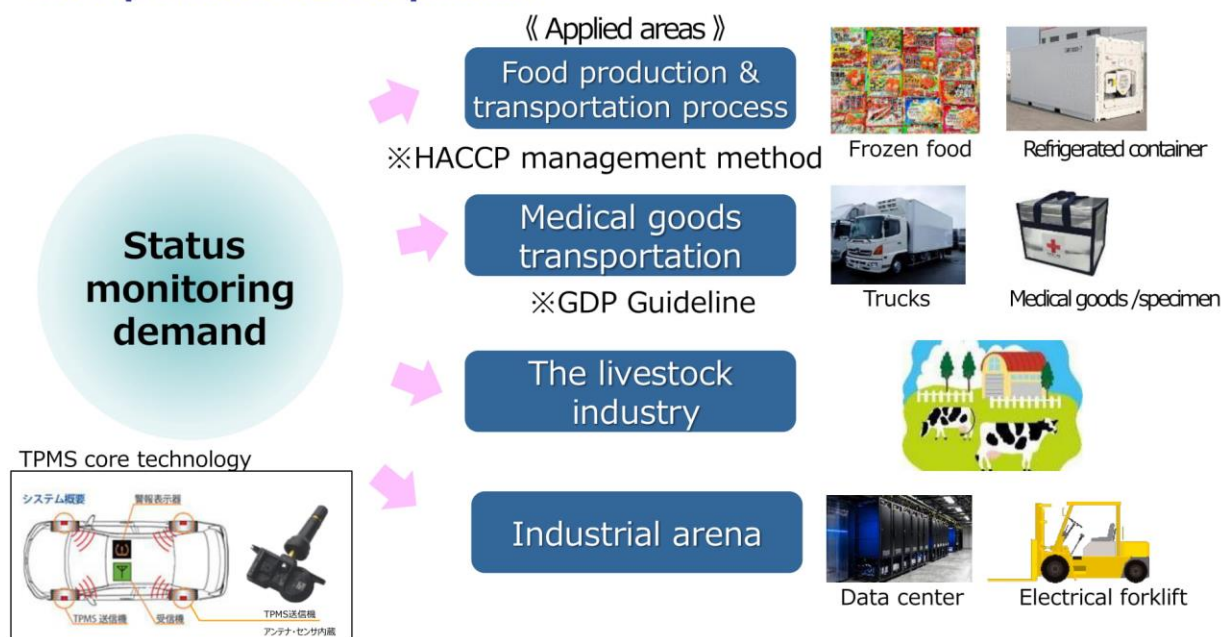 《 Applied areas 》
Food production &
transportation process
※HACCP management method
Frozen food
Refrigerated container
Status
monitoring
demand
Medical goods
transportation
※GDP Guideline
Trucks
Medical goods /specimen
The livestock
industry
TPMS core technology
システム概要
警報表示器
TPMS 送信機
受信機
TPMS送信機
アンテナ・センサ内蔵
Industrial arena
Data center
Electrical forklift